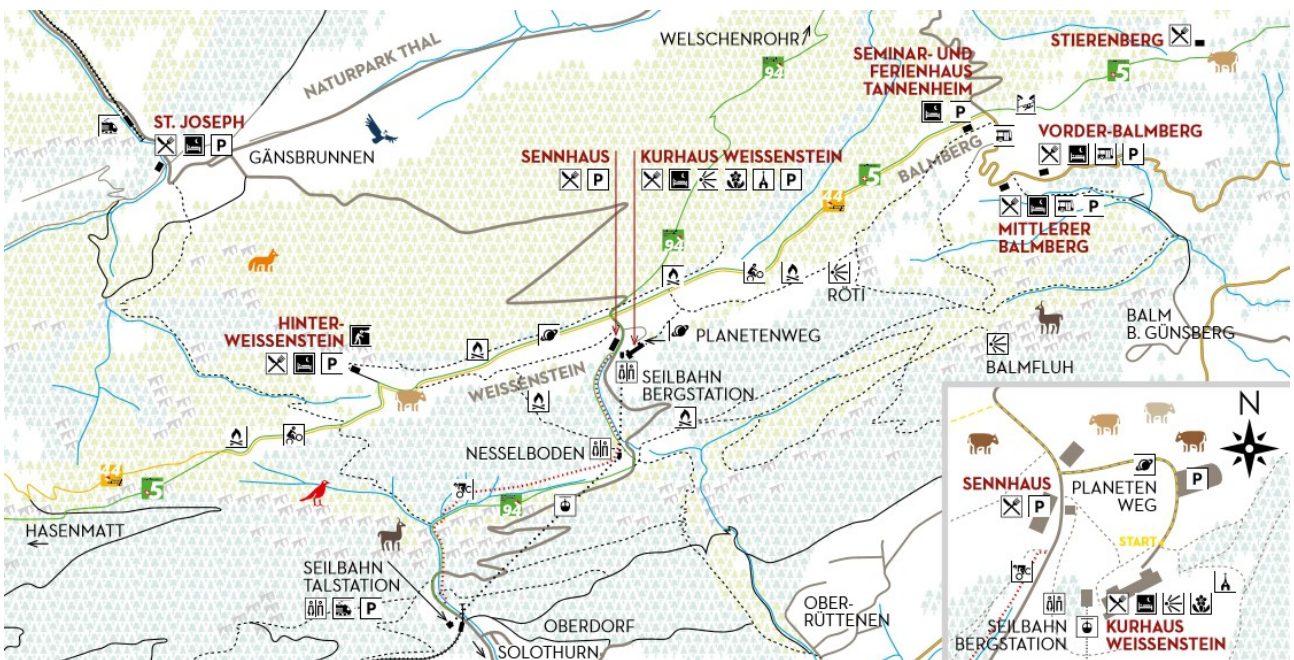 WELSCHENROHR
94
NATURPARK THAL
STIERENBERG
5
SEMINAR- UND
FERIENHAUS
TANNENHEIM
P
ST. JOSEPH
P
GÄNSBRUNNEN
VORDER-BALMBERG
P
BALMBERG
SENNHAUS
P
KURHAUS WEISSENSTEIN
P
5
44
P
MITTLERER
BALMBERG
94
RÖTI
HINTER-
WEISSENSTEIN
P
PLANETENWEG
BALM
B. GÜNSBERG
BALMFLUH
WEISSENSTEIN
SEILBAHN
BERGSTATION
NESSELBODEN
44
5
94
HASENMATT
SEILBAHN
TALSTATION
P
OBERDORF
SOLOTHURN
OBER-
RÜTTENEN
N
SENNHAUS
P
PLANETEN
WEG
P
START
SEILBAHN
BERGSTATION
KURHAUS
WEISSENSTEIN